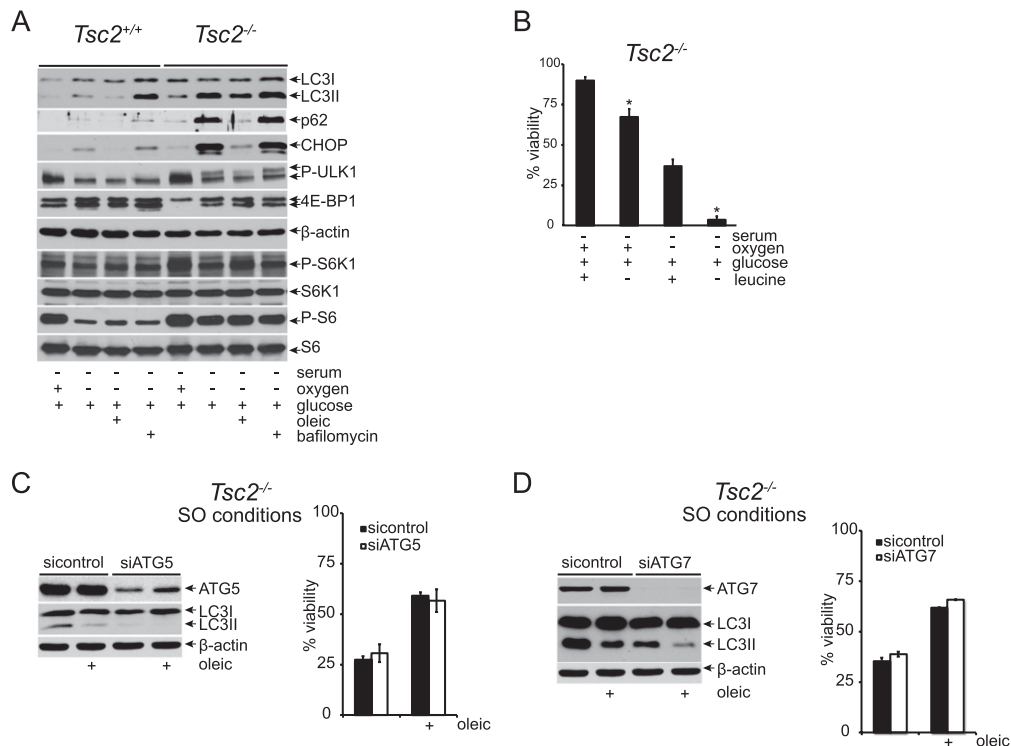 A
Tsc2+/+ Tsc2-/-
LC3I
LC3II
p62
CHOP
P-ULK1
4E-BP1
β-actin
P-S6K1
S6K1
P-S6
S6
- - - - - - - - serum
+ - - - + - - - oxygen
+ + + + + + + + glucose
+ + oleic
+ + bafilomycin
B
Tsc2-/-
% viability
100
75
50
25
0
* *
- - - - serum
+ + - - oxygen
+ + + + glucose
+ - + - leucine
C
Tsc2-/-
SO conditions
sicontrol siATG5
ATG5
LC3I
LC3II
β-actin
+ + oleic
% viability
100
75
50
25
0
sicontrol
siATG5
+ oleic
D
Tsc2-/-
SO conditions
sicontrol siATG7
ATG7
LC3I
LC3II
β-actin
+ + oleic
% viability
100
75
50
25
0
sicontrol
siATG7
+ oleic